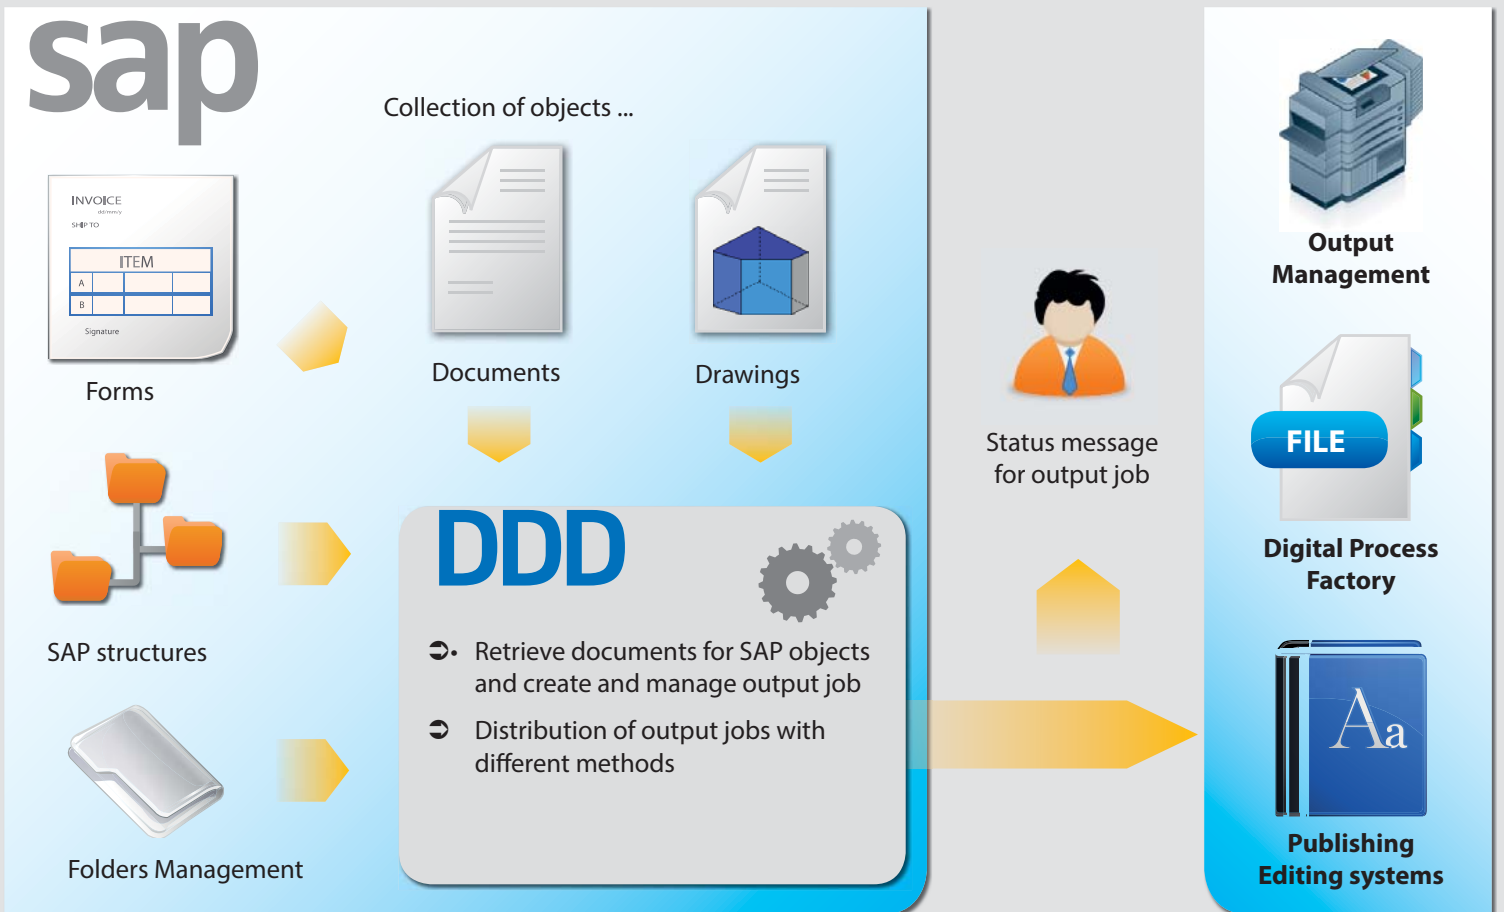 sap
Collection of objects ...
INVOICE
dd/mm/y
SHIP TO
ITEM
A
B
Signature
Forms
Documents
Drawings
SAP structures
Folders Management
DDD
➲• Retrieve documents for SAP objects
and create and manage output job
➲ Distribution of output jobs with
different methods
Status message
for output job
Output
Management
FILE
Digital Process
Factory
Aa
Publishing
Editing systems